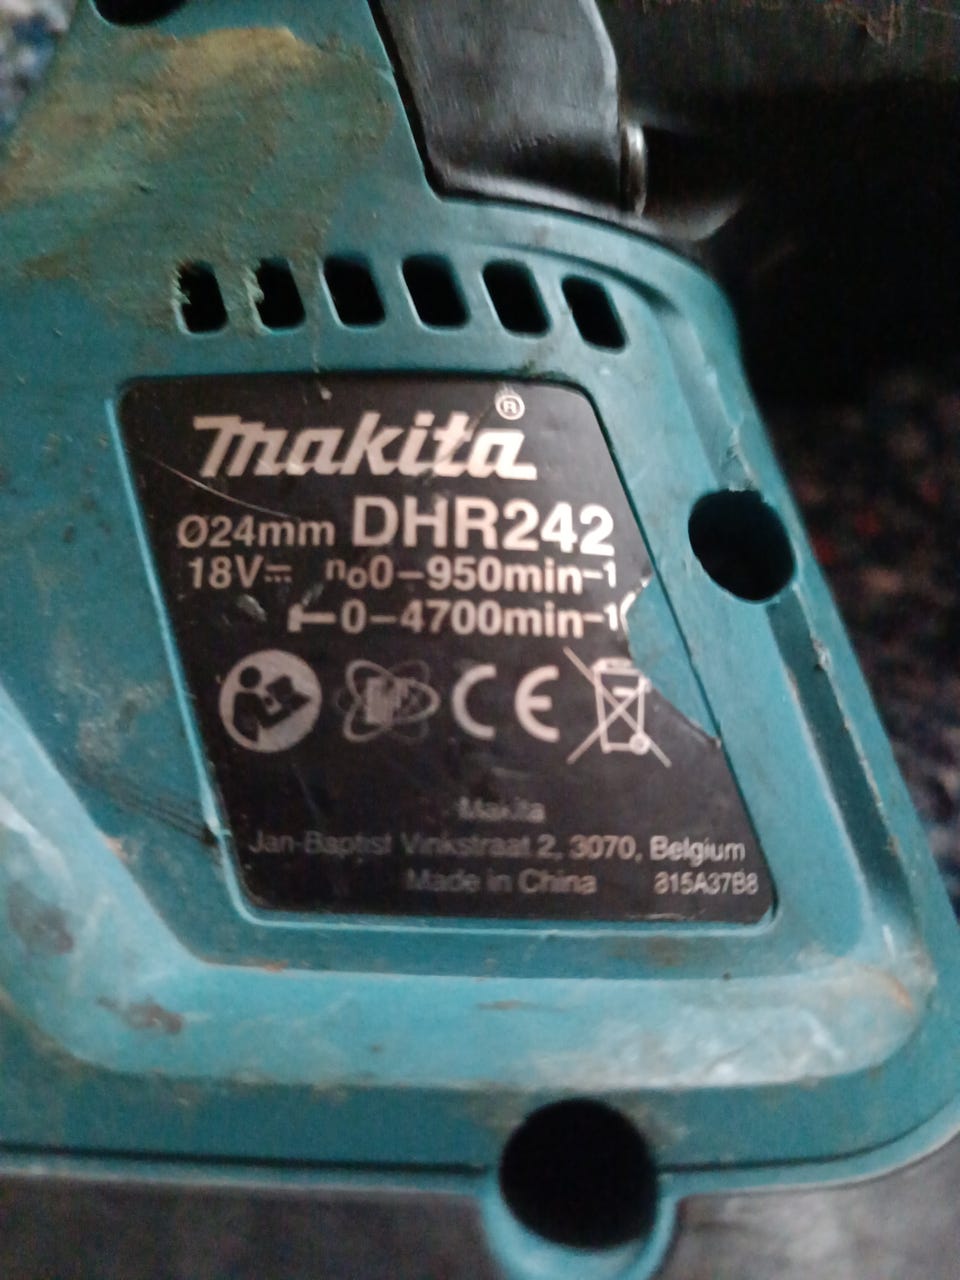 makita®
Ø24mm DHR242
18V⎓ n₀0–950min⁻¹
0–4700min⁻¹
CE
Makita
Jan-Baptist Vinkstraat 2, 3070, Belgium
Made in China 815A37B8